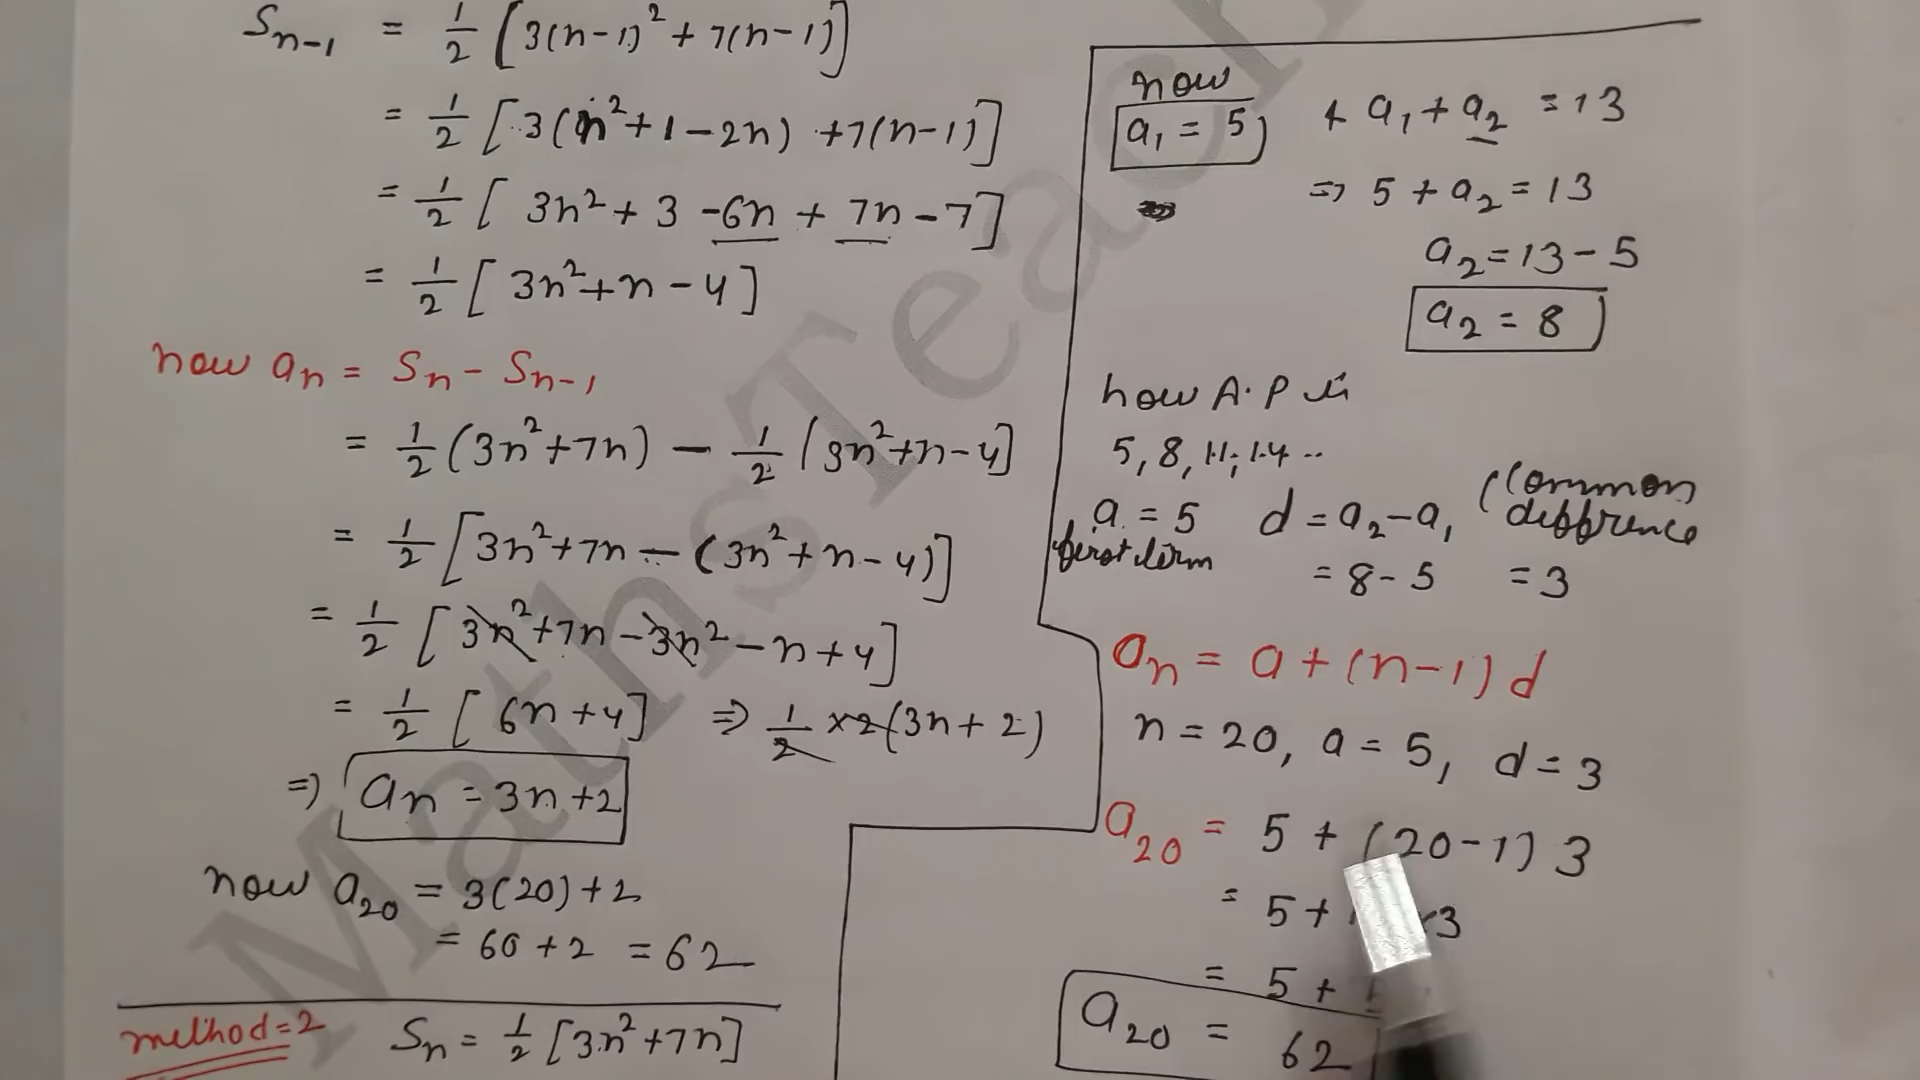 Sn-1 = 1/2 [3(n-1)² + 7(n-1)]
= 1/2 [3(n²+1-2n) +7(n-1)]
= 1/2 [3n²+3-6n+7n-7]
= 1/2 [3n²+n-4]
now an = Sn - Sn-1
= 1/2 (3n²+7n) - 1/2 (3n²+n-4]
= 1/2 [3n²+7n-(3n²+n-4)]
= 1/2 [3n²+7n-3n²-n+4]
= 1/2 [6n+4] ⇒ 1/2 ×2(3n+2)
⇒ an = 3n+2
now a20 = 3(20)+2
= 60+2 = 62
method=2 Sn = 1/2 [3n²+7n]
now
a1 = 5
+ a1+a2 = 13
⇒ 5+a2 = 13
a2 = 13-5
a2 = 8
now A.P is
5, 8, 11, 14 ..
a = 5 d = a2-a1 (common
first term difference
= 8-5 = 3
an = a+(n-1)d
n = 20, a = 5, d = 3
a20 = 5+(20-1)3
= 5+ 3
= 5+
a20 = 62
MathsTeach